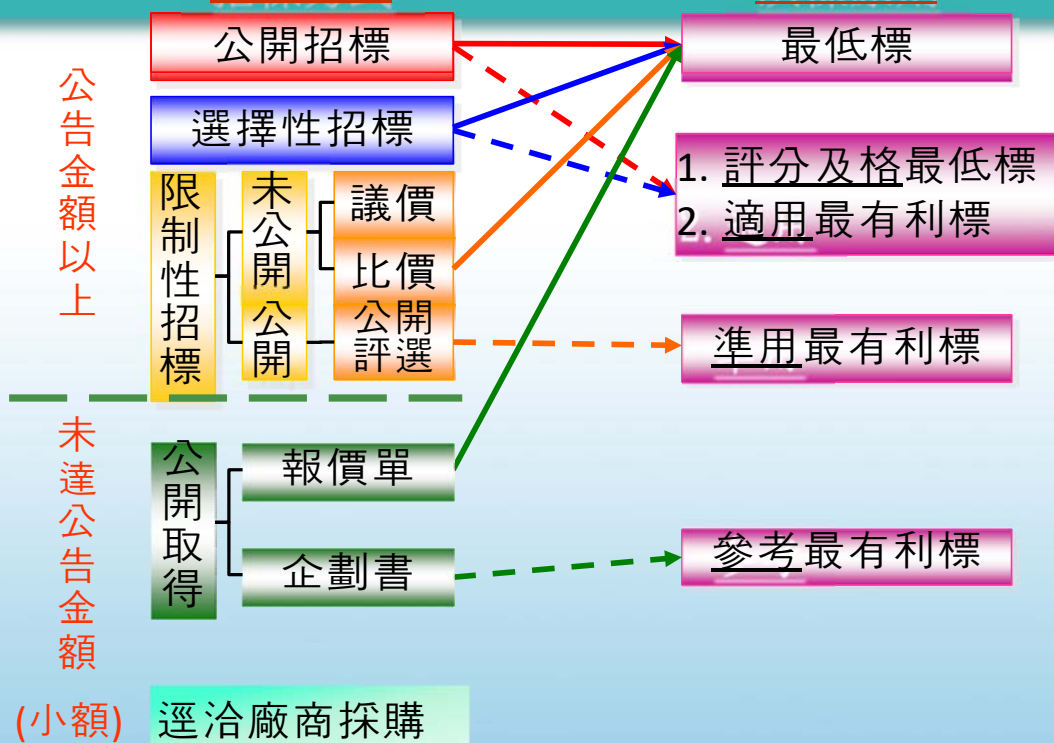 公開招標
最低標
公告金額以上
選擇性招標
1. 評分及格最低標
2. 適用最有利標
限制性招標
未公開
議價
比價
公開
公開
評選
準用最有利標
未達公告金額
公開取得
報價單
企劃書
參考最有利標
(小額)
逕洽廠商採購